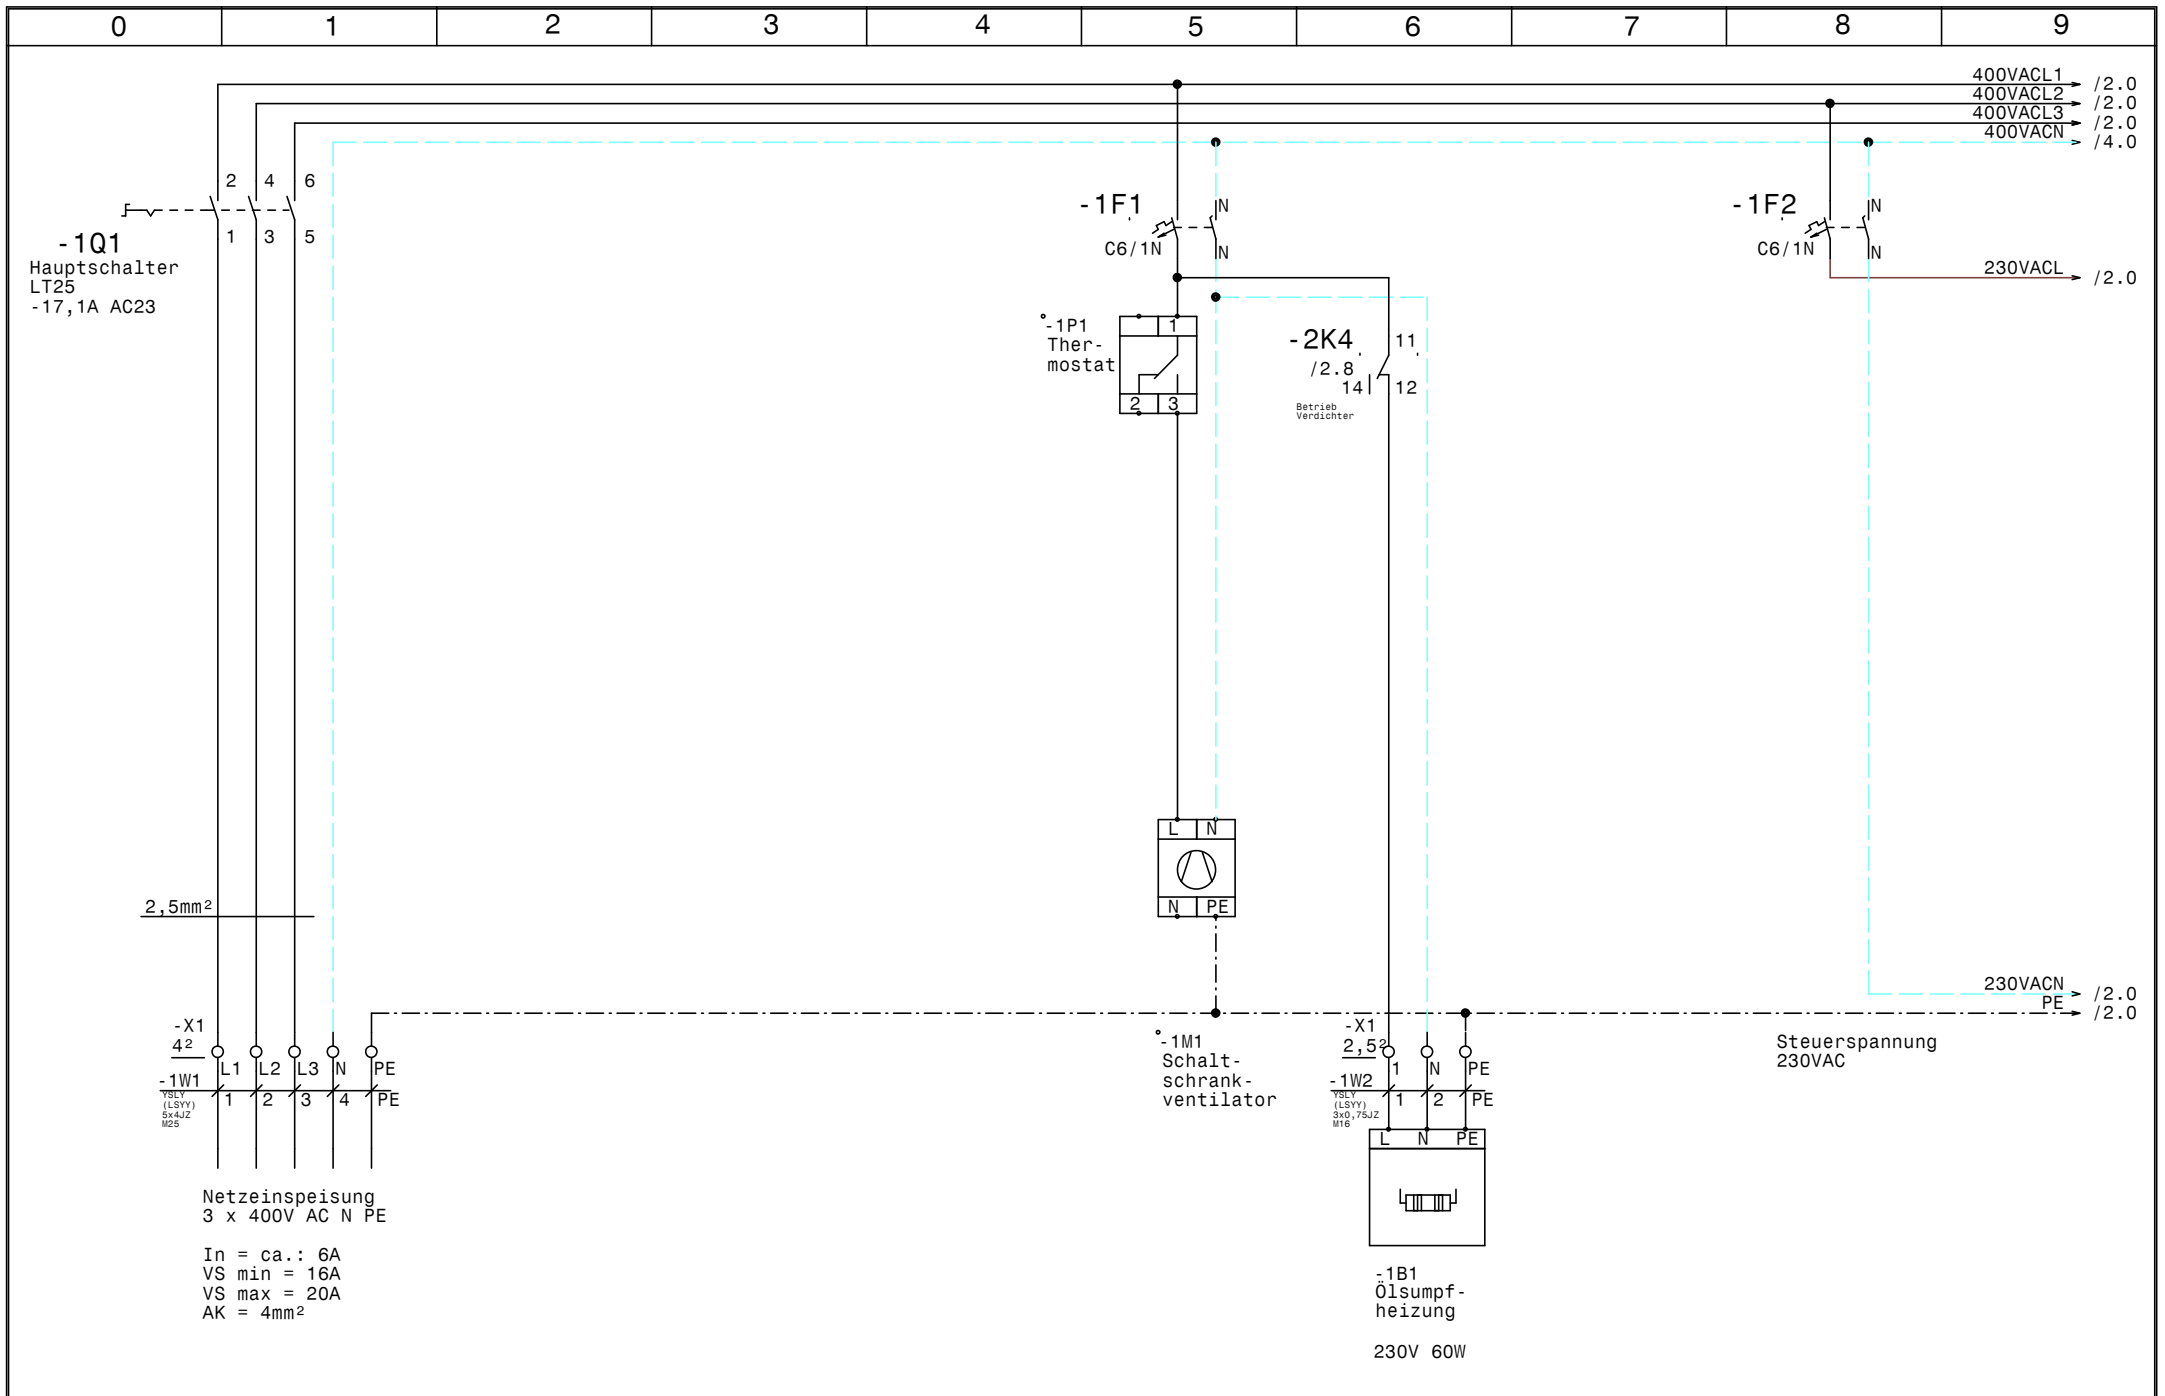 0 1 2 3 4 5 6 7 8 9
400VACL1 /2.0
400VACL2 /2.0
400VACL3 /2.0
400VACN /4.0
2 4 6
1 3 5
-1Q1
Hauptschalter
LT25
-17,1A AC23
-1F1
C6/1N
N
N
-1F2
C6/1N
N
N
230VACL /2.0
-1P1
Ther-
mostat
1
2 3
-2K4
/2.8
11
14 12
Betrieb
Verdichter
L N
N PE
2,5mm²
230VACN /2.0
PE /2.0
-X1
4²
L1 L2 L3 N PE
-1W1
1 2 3 4 PE
YSLY
(LSYY)
5x4JZ
M25
Netzeinspeisung
3 x 400V AC N PE
In = ca.: 6A
VS min = 16A
VS max = 20A
AK = 4mm²
-1M1
Schalt-
schrank-
ventilator
-X1
2,5²
1 N PE
-1W2
1 2 PE
YSLY
(LSYY)
3x0,75JZ
M16
L N PE
-1B1
Ölsumpf-
heizung
230V 60W
Steuerspannung
230VAC